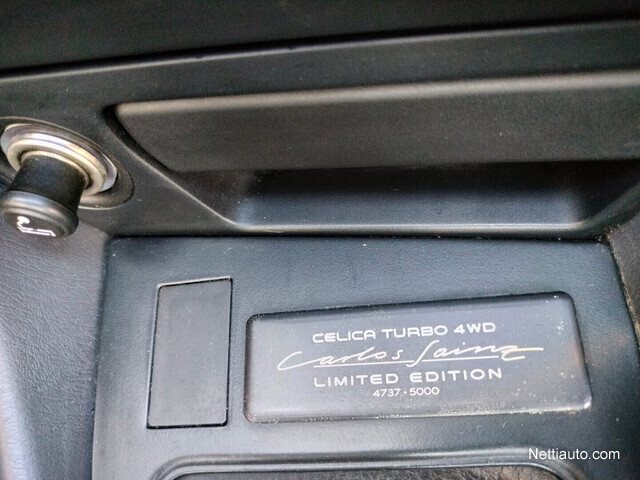 CELICA TURBO 4WD
Carlos Sainz
LIMITED EDITION
4737 - 5000
Nettiauto.com